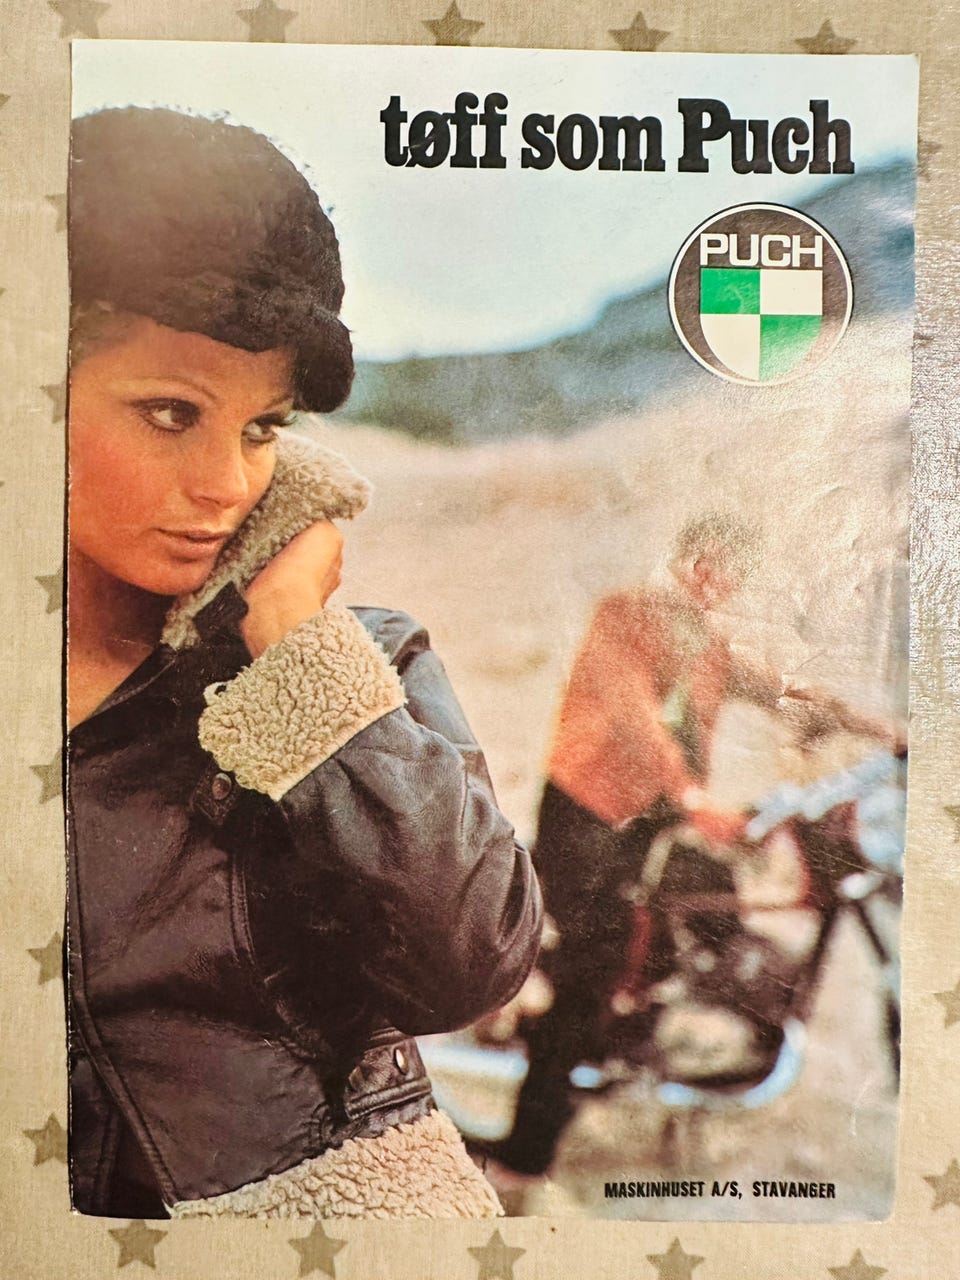 tøff som Puch
PUCH
MASKINHUSET A/S, STAVANGER